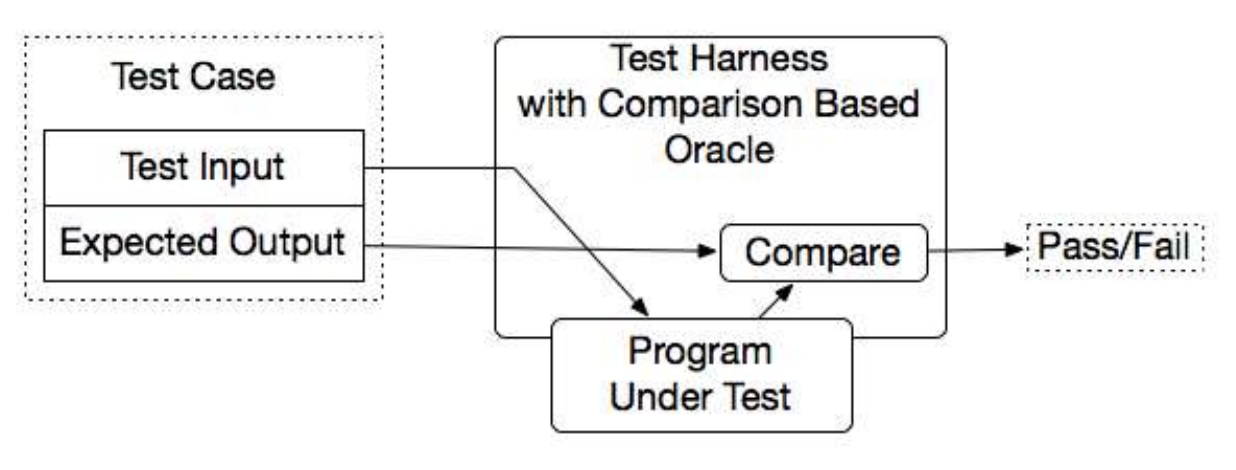 Test Case
Test Input
Expected Output
Test Harness
with Comparison Based
Oracle
Compare
Pass/Fail
Program
Under Test